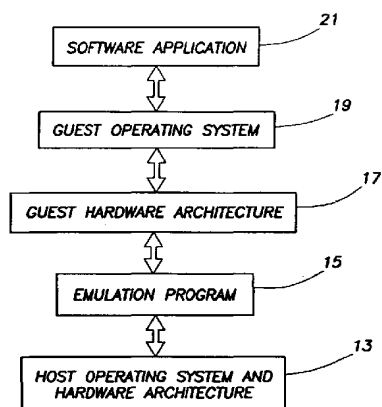 21
SOFTWARE APPLICATION
19
GUEST OPERATING SYSTEM
17
GUEST HARDWARE ARCHITECTURE
15
EMULATION PROGRAM
13
HOST OPERATING SYSTEM AND
HARDWARE ARCHITECTURE